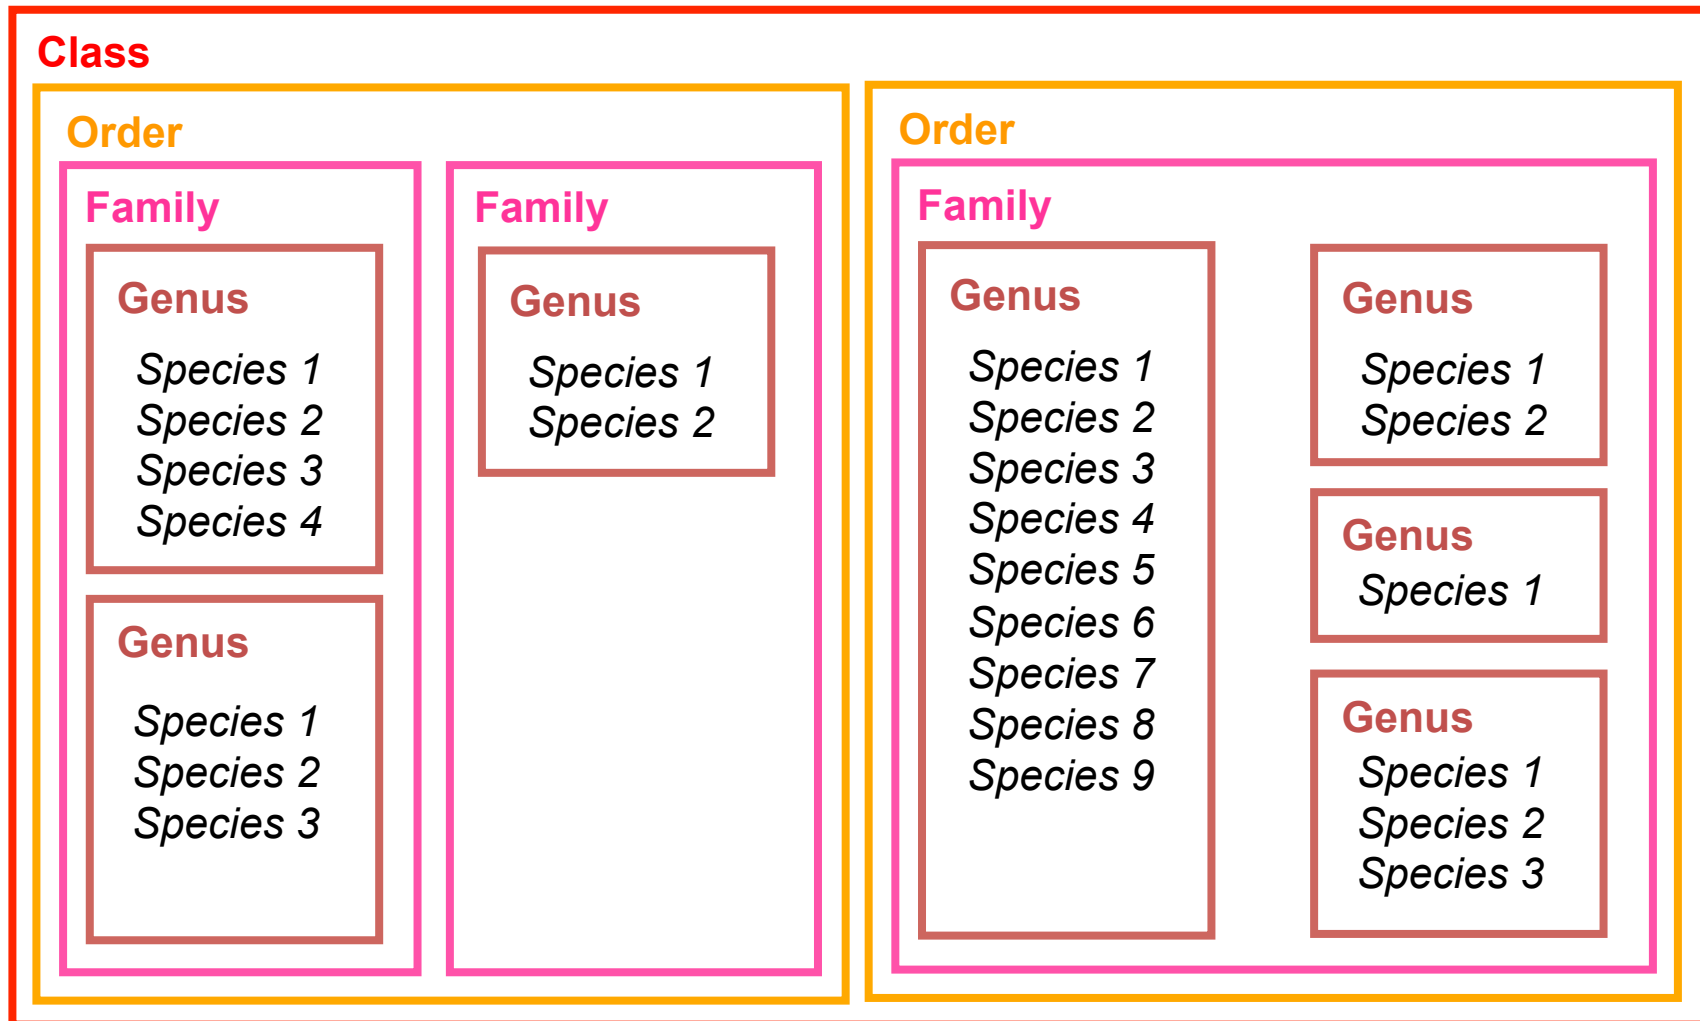 Class
Order
Family
Genus
Species 1
Species 2
Species 3
Species 4
Genus
Species 1
Species 2
Species 3
Family
Genus
Species 1
Species 2
Order
Family
Genus
Species 1
Species 2
Species 3
Species 4
Species 5
Species 6
Species 7
Species 8
Species 9
Genus
Species 1
Species 2
Genus
Species 1
Genus
Species 1
Species 2
Species 3